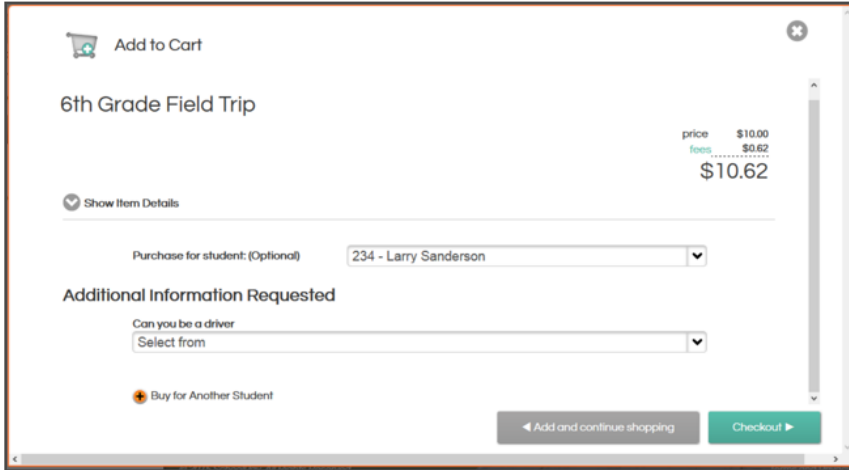 Add to Cart
6th Grade Field Trip
price $10.00
fees $0.62
$10.62
Show Item Details
Purchase for student: (Optional) 234 - Larry Sanderson
Additional Information Requested
Can you be a driver
Select from
Buy for Another Student
Add and continue shopping Checkout